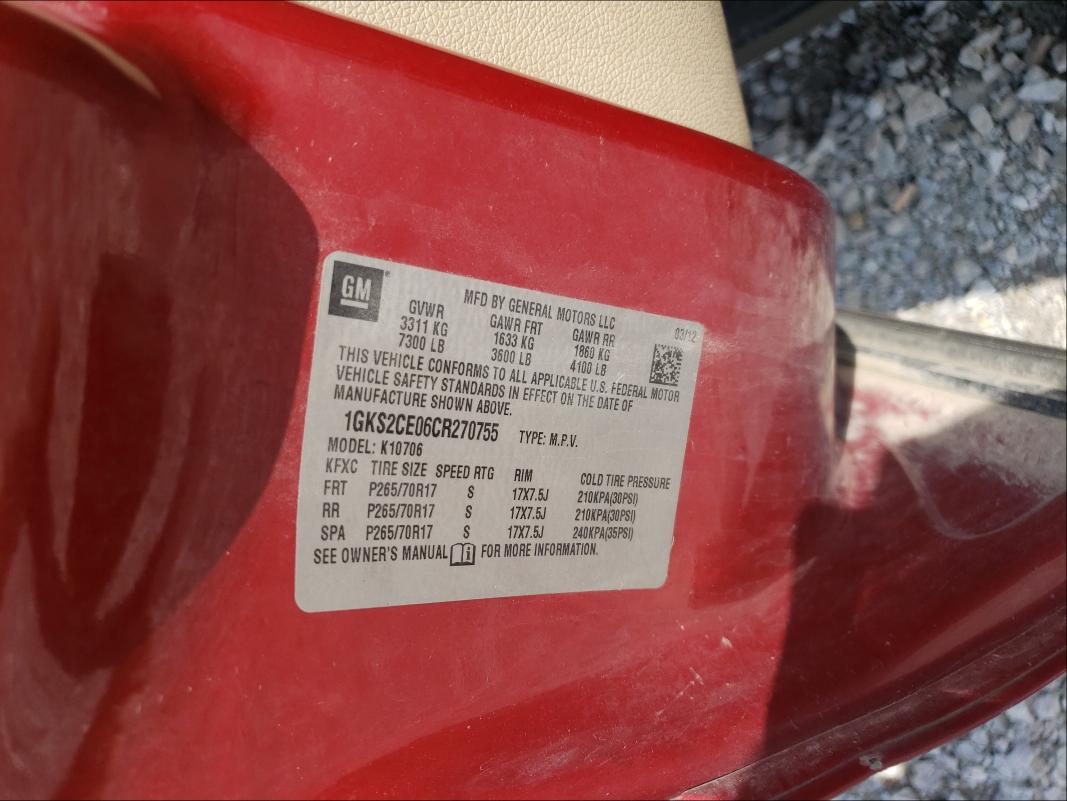 GM
MFD BY GENERAL MOTORS LLC
03/12
GVWR GAWR FRT GAWR RR
3311 KG 1633 KG 1860 KG
7300 LB 3600 LB 4100 LB
THIS VEHICLE CONFORMS TO ALL APPLICABLE U.S. FEDERAL MOTOR
VEHICLE SAFETY STANDARDS IN EFFECT ON THE DATE OF
MANUFACTURE SHOWN ABOVE.
1GKS2CE06CR270755 TYPE: M.P.V.
MODEL: K10706
KFXC TIRE SIZE SPEED RTG RIM COLD TIRE PRESSURE
FRT P265/70R17 S 17X7.5J 210KPA(30PSI)
RR P265/70R17 S 17X7.5J 210KPA(30PSI)
SPA P265/70R17 S 17X7.5J 240KPA(35PSI)
SEE OWNER'S MANUAL i FOR MORE INFORMATION.